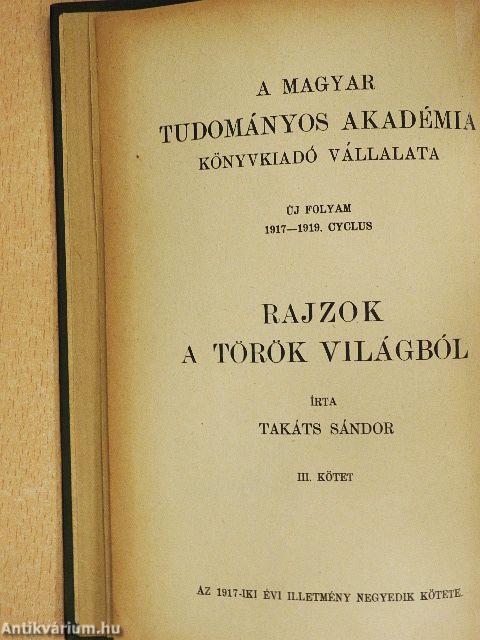 A MAGYAR
TUDOMÁNYOS AKADÉMIA
KÖNYVKIADÓ VÁLLALATA
ÚJ FOLYAM
1917—1919. CYCLUS
RAJZOK
A TÖRÖK VILÁGBÓL
ÍRTA
TAKÁTS SÁNDOR
III. KÖTET
AZ 1917-IKI ÉVI ILLETMÉNY NEGYEDIK KÖTETE.
Antikvárium.hu